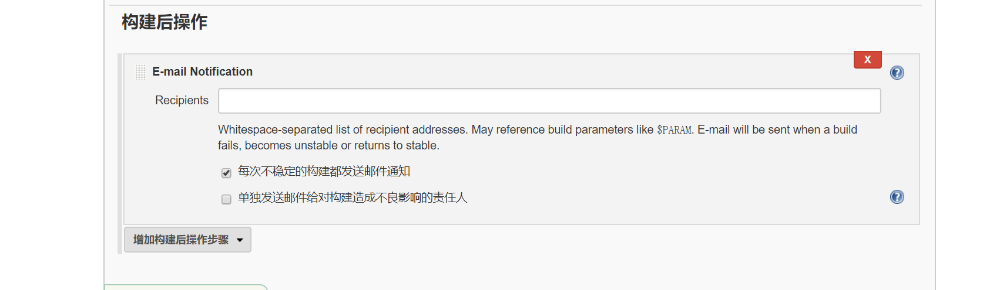 构建后操作
X
E-mail Notification
?
Recipients
Whitespace-separated list of recipient addresses. May reference build parameters like $PARAM. E-mail will be sent when a build
fails, becomes unstable or returns to stable.
每次不稳定的构建都发送邮件通知
单独发送邮件给对构建造成不良影响的责任人
?
增加构建后操作步骤